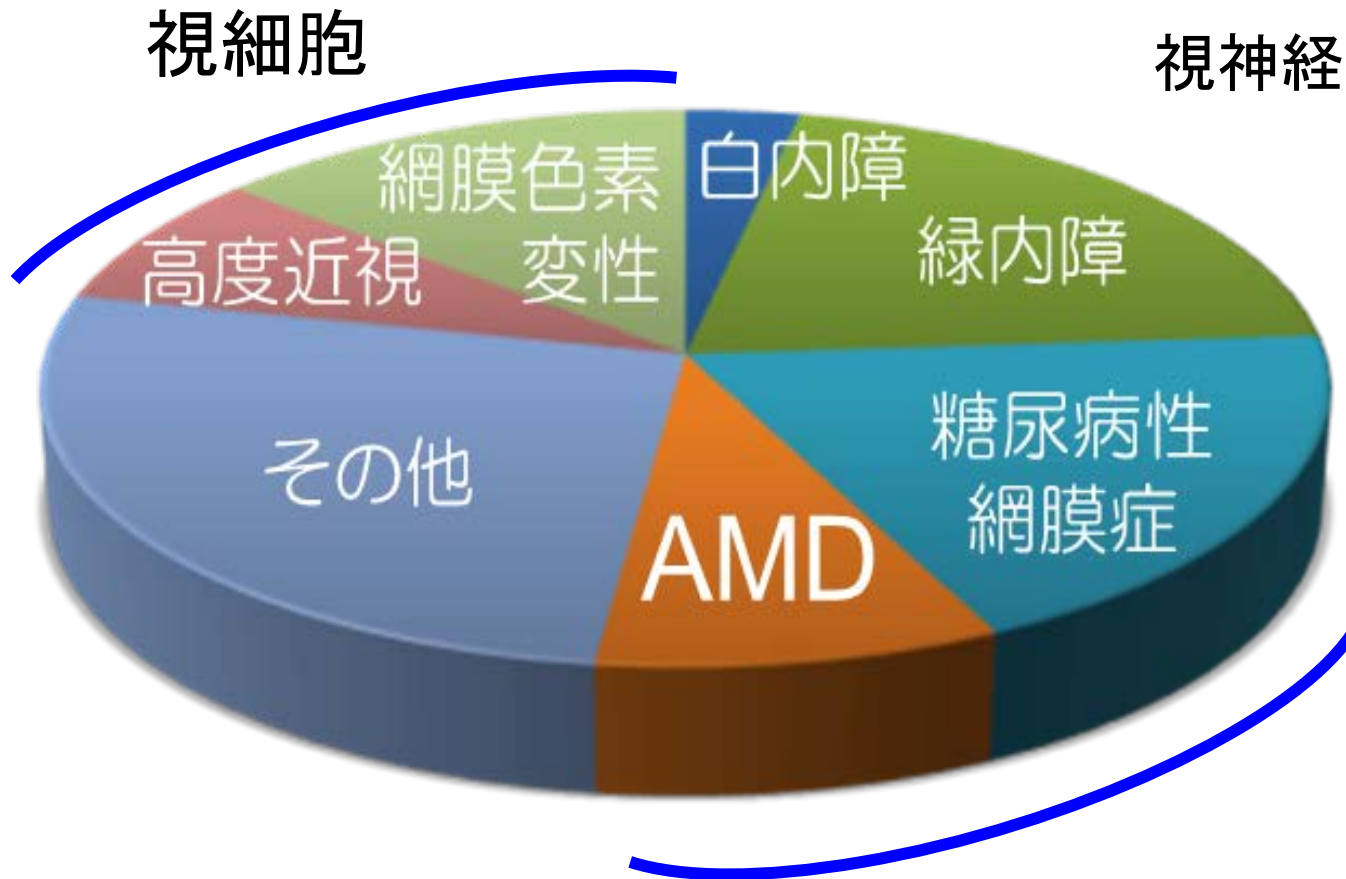 視細胞
視神経
網膜色素
変性
白内障
緑内障
高度近視
糖尿病性
網膜症
その他
AMD